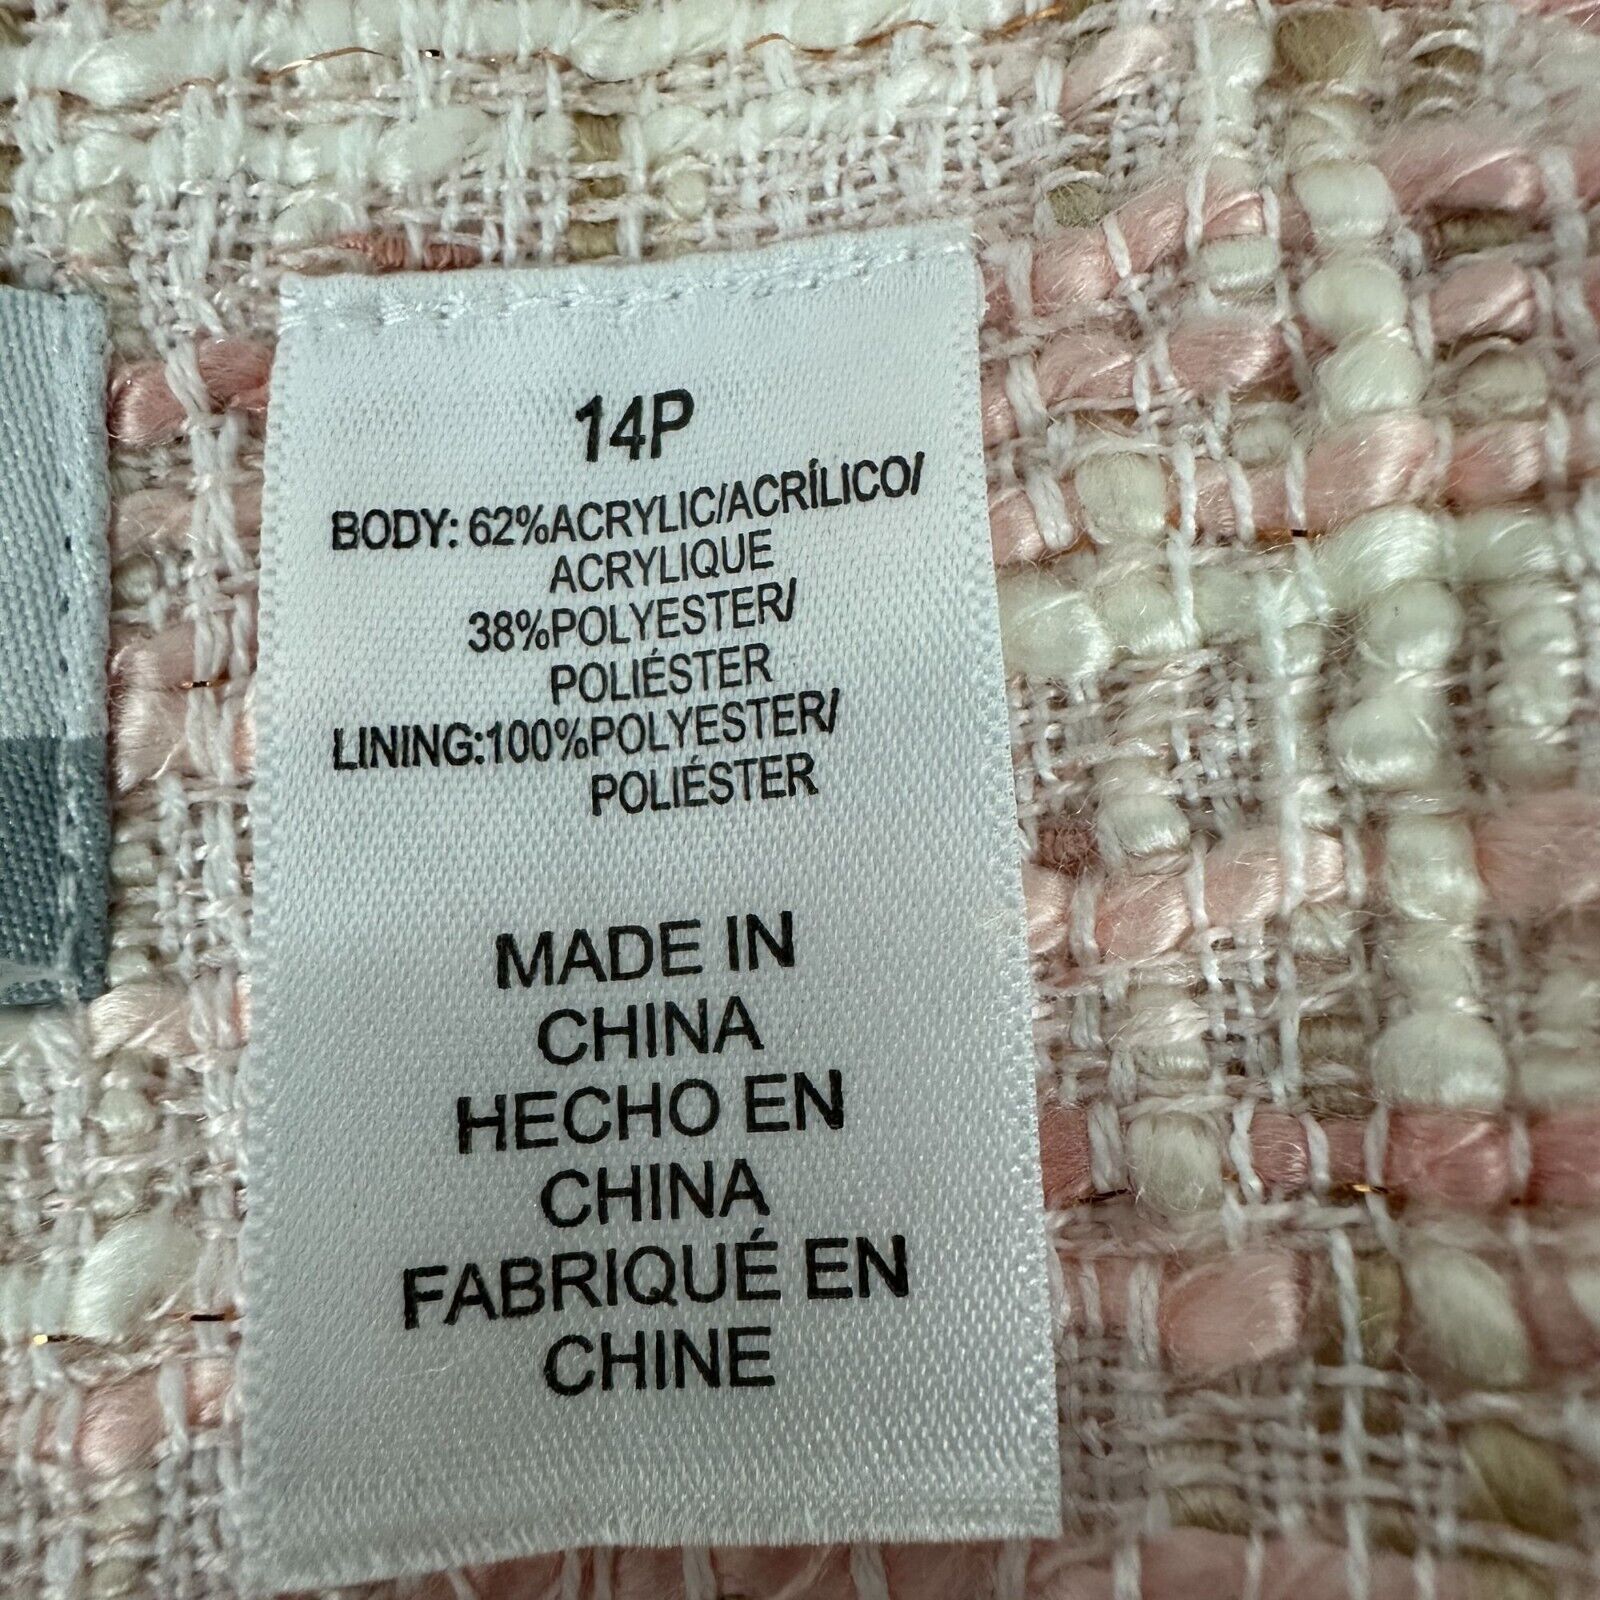 14P
BODY: 62%ACRYLIC/ACRÍLICO/
ACRYLIQUE
38%POLYESTER/
POLIÉSTER
LINING:100%POLYESTER/
POLIÉSTER
MADE IN
CHINA
HECHO EN
CHINA
FABRIQUÉ EN
CHINE